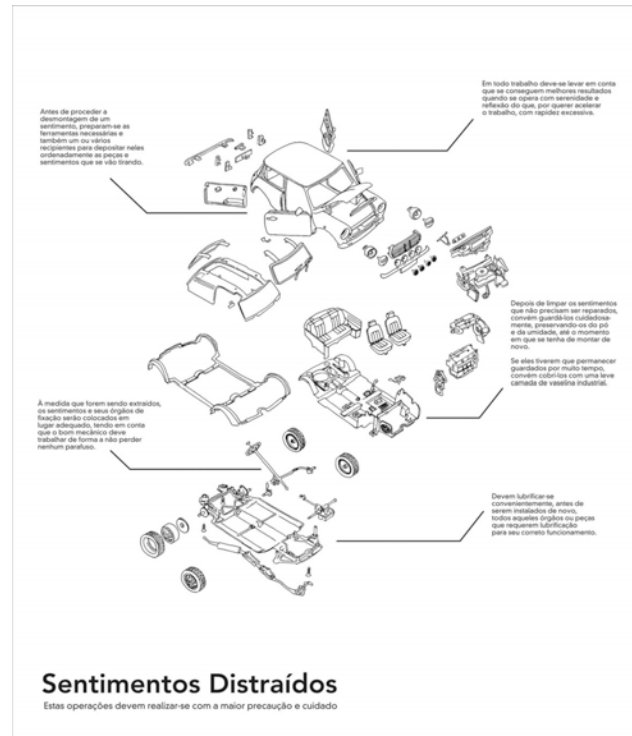 Antes de proceder a
desmontagem de um
sentimento, preparam-se as
ferramentas necessárias e
também um ou vários
recipientes para depositar neles
ordenadamente as peças e
sentimentos que se vão tirando.
Em todo trabalho deve-se levar em conta
que se conseguem melhores resultados
quando se opera com serenidade e
reflexão do que, por querer acelerar
o trabalho, com rapidez excessiva.
Depois de limpar os sentimentos
que não precisam ser reparados,
convém guardá-los cuidadosa-
mente, preservando-os do pó
e da umidade, até o momento
em que se tenha de montar de
novo.
Se eles tiverem que permanecer
guardados por muito tempo,
convém cobri-los com uma leve
camada de vaselina industrial.
À medida que forem sendo extraídos,
os sentimentos e seus órgãos de
fixação serão colocados em
lugar adequado, tendo em conta
que o bom mecânico deve
trabalhar de forma a não perder
nenhum parafuso.
Devem lubrificar-se
convenientemente, antes de
serem instalados de novo,
todos aqueles órgãos ou peças
que requerem lubrificação
para seu correto funcionamento.
Sentimentos Distraídos
Estas operações devem realizar-se com a maior precaução e cuidado